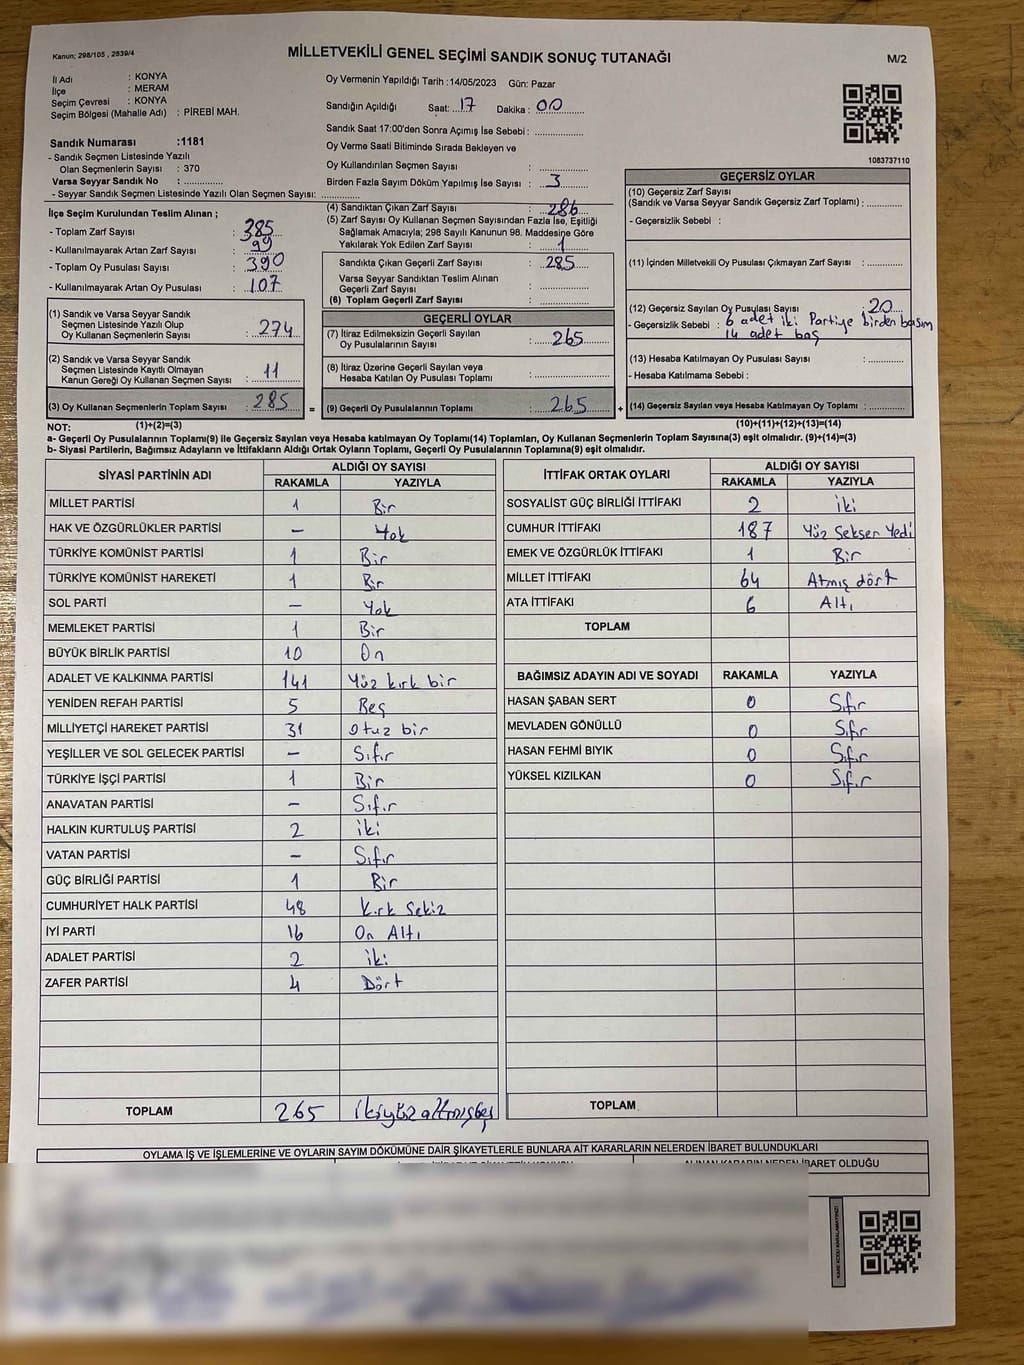 Kanun; 298/105 , 2839/4
MİLLETVEKİLİ GENEL SEÇİMİ SANDIK SONUÇ TUTANAĞI
M/2
İl Adı : KONYA
İlçe : MERAM
Seçim Çevresi : KONYA
Seçim Bölgesi (Mahalle Adı) : PİREBİ MAH.
Oy Vermenin Yapıldığı Tarih :14/05/2023 Gün: Pazar
Sandığın Açıldığı Saat: 17 Dakika : 00
Sandık Saat 17:00'den Sonra Açımış İse Sebebi : ..............
Oy Verme Saati Bitiminde Sırada Bekleyen ve
Oy Kullandırılan Seçmen Sayısı : ..............
Birden Fazla Sayım Döküm Yapılmış İse Sayısı : 3
1083737110
Sandık Numarası :1181
- Sandık Seçmen Listesinde Yazılı
Olan Seçmenlerin Sayısı : 370
Varsa Seyyar Sandık No : ..............
- Seyyar Sandık Seçmen Listesinde Yazılı Olan Seçmen Sayısı: ..............
İlçe Seçim Kurulundan Teslim Alınan ;
- Toplam Zarf Sayısı : 385
- Kullanılmayarak Artan Zarf Sayısı : 99
- Toplam Oy Pusulası Sayısı : 390
- Kullanılmayarak Artan Oy Pusulası : 107
(4) Sandıktan Çıkan Zarf Sayısı : 286
(5) Zarf Sayısı Oy Kullanan Seçmen Sayısından Fazla İse, Eşitliği
Sağlamak Amacıyla; 298 Sayılı Kanunun 98. Maddesine Göre
Yakılarak Yok Edilen Zarf Sayısı : 1
Sandıkta Çıkan Geçerli Zarf Sayısı : 285
Varsa Seyyar Sandıktan Teslim Alınan
Geçerli Zarf Sayısı : ..............
(6) Toplam Geçerli Zarf Sayısı : ..............
GEÇERSİZ OYLAR
(10) Geçersiz Zarf Sayısı
(Sandık ve Varsa Seyyar Sandık Geçersiz Zarf Toplamı) : ..............
- Geçersizlik Sebebi :
(11) İçinden Milletvekili Oy Pusulası Çıkmayan Zarf Sayısı : ..............
(12) Geçersiz Sayılan Oy Pusulası Sayısı : 20
- Geçersizlik Sebebi : 6 adet iki Partiye birden basım
14 adet boş
(13) Hesaba Katılmayan Oy Pusulası Sayısı : ..............
- Hesaba Katılmama Sebebi :
(14) Geçersiz Sayılan veya Hesaba Katılmayan Oy Toplamı : ..............
(1) Sandık ve Varsa Seyyar Sandık
Seçmen Listesinde Yazılı Olup
Oy Kullanan Seçmen Sayısı : 274
(2) Sandık ve Varsa Seyyar Sandık
Seçmen Listesinde Kayıtlı Olmayan
Kanun Gereği Oy Kullanan Seçmen Sayısı : 11
(3) Oy Kullanan Seçmenlerin Toplam Sayısı : 285 =
GEÇERLİ OYLAR
(7) İtiraz Edilmeksizin Geçerli Sayılan
Oy Pusulalarının Sayısı : 265
(8) İtiraz Üzerine Geçerli Sayılan veya
Hesaba Katılan Oy Pusulası Toplamı : ..............
(9) Geçerli Oy Pusulalarının Toplamı : 265 +
NOT: (1)+(2)=(3) (10)+(11)+(12)+(13)=(14)
a- Geçerli Oy Pusulalarının Toplamı(9) ile Geçersiz Sayılan veya Hesaba katılmayan Oy Toplamı(14) Toplamları, Oy Kullanan Seçmenlerin Toplam Sayısına(3) eşit olmalıdır. (9)+(14)=(3)
b- Siyasi Partilerin, Bağımsız Adayların ve İttifakların Aldığı Ortak Oyların Toplamı, Geçerli Oy Pusulalarının Toplamına(9) eşit olmalıdır.
SİYASİ PARTİNİN ADI ALDIĞI OY SAYISI
RAKAMLA YAZIYLA
MİLLET PARTİSİ 1 Bir
HAK VE ÖZGÜRLÜKLER PARTİSİ – Yok
TÜRKİYE KOMÜNİST PARTİSİ 1 Bir
TÜRKİYE KOMÜNİST HAREKETİ 1 Bir
SOL PARTİ – Yok
MEMLEKET PARTİSİ 1 Bir
BÜYÜK BİRLİK PARTİSİ 10 On
ADALET VE KALKINMA PARTİSİ 141 Yüz kırk bir
YENİDEN REFAH PARTİSİ 5 Beş
MİLLİYETÇİ HAREKET PARTİSİ 31 Otuz bir
YEŞİLLER VE SOL GELECEK PARTİSİ – Sıfır
TÜRKİYE İŞÇİ PARTİSİ 1 Bir
ANAVATAN PARTİSİ – Sıfır
HALKIN KURTULUŞ PARTİSİ 2 iki
VATAN PARTİSİ – Sıfır
GÜÇ BİRLİĞİ PARTİSİ 1 Bir
CUMHURİYET HALK PARTİSİ 48 Kırk Sekiz
İYİ PARTİ 16 On Altı
ADALET PARTİSİ 2 iki
ZAFER PARTİSİ 4 Dört
TOPLAM 265 ikiyüzaltmışbeş
İTTİFAK ORTAK OYLARI ALDIĞI OY SAYISI
RAKAMLA YAZIYLA
SOSYALİST GÜÇ BİRLİĞİ İTTİFAKI 2 iki
CUMHUR İTTİFAKI 187 Yüz Seksen Yedi
EMEK VE ÖZGÜRLÜK İTTİFAKI 1 Bir
MİLLET İTTİFAKI 64 Atmış dört
ATA İTTİFAKI 6 Altı
TOPLAM
BAĞIMSIZ ADAYIN ADI VE SOYADI RAKAMLA YAZIYLA
HASAN ŞABAN SERT 0 Sıfır
MEVLADEN GÖNÜLLÜ 0 Sıfır
HASAN FEHMİ BIYIK 0 Sıfır
YÜKSEL KIZILKAN 0 Sıfır
TOPLAM
OYLAMA İŞ VE İŞLEMLERİNE VE OYLARIN SAYIM DÖKÜMÜNE DAİR ŞİKAYETLERLE BUNLARA AİT KARARLARIN NELERDEN İBARET BULUNDUKLARI
ALINAN KARARIN NEDEN İBARET OLDUĞU
KARE KODU KARALAMAYINIZ!